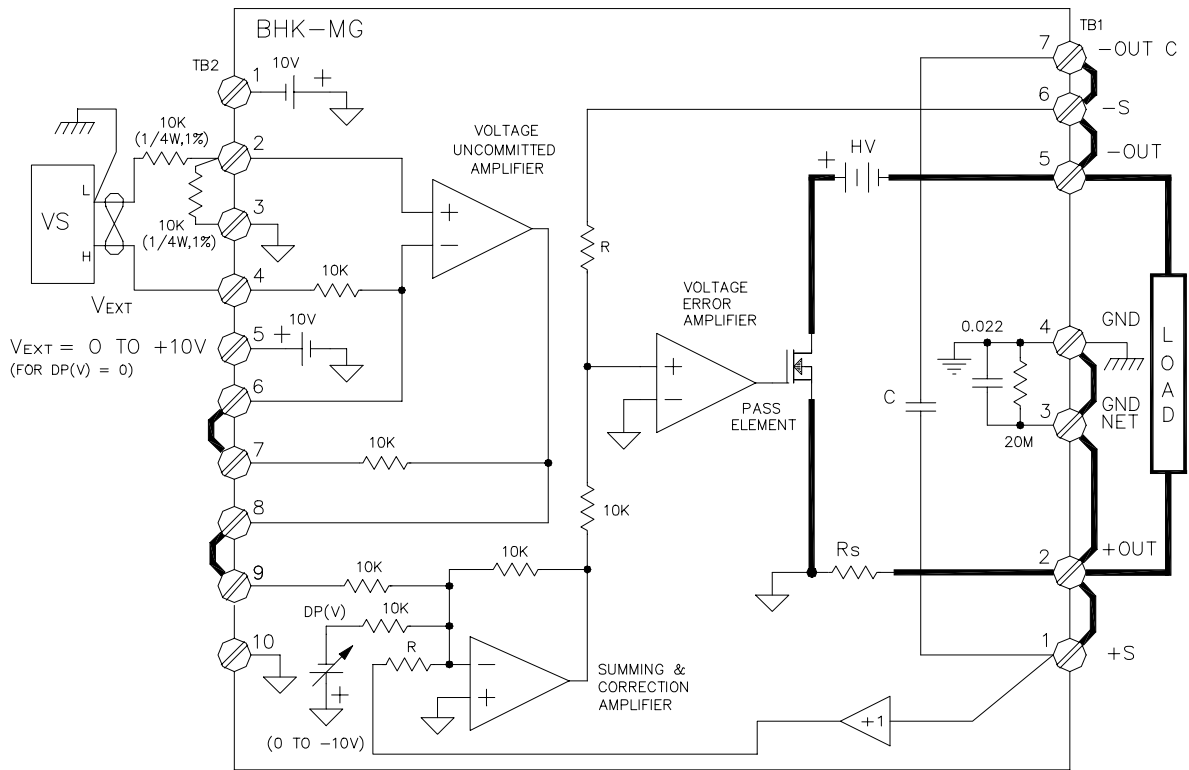 BHK-MG
TB1
TB2
1
10V
+
7
-OUT C
10K
(1/4W,1%)
2
VOLTAGE
UNCOMMITTED
AMPLIFIER
6
-S
HV
+
-OUT
5
L
VS
H
10K
(1/4W,1%)
3
+
−
R
4
10K
VOLTAGE
ERROR
AMPLIFIER
VEXT
VEXT = 0 TO +10V
(FOR DP(V) = 0)
5
+
10V
0.022
4
GND
LOAD
6
+
−
PASS
ELEMENT
C
GND
NET
3
20M
7
10K
8
10K
10K
Rs
+OUT
2
9
10K
DP(V)
10K
R
1
+S
10
+
−
+
SUMMING &
CORRECTION
AMPLIFIER
+1
(0 TO -10V)